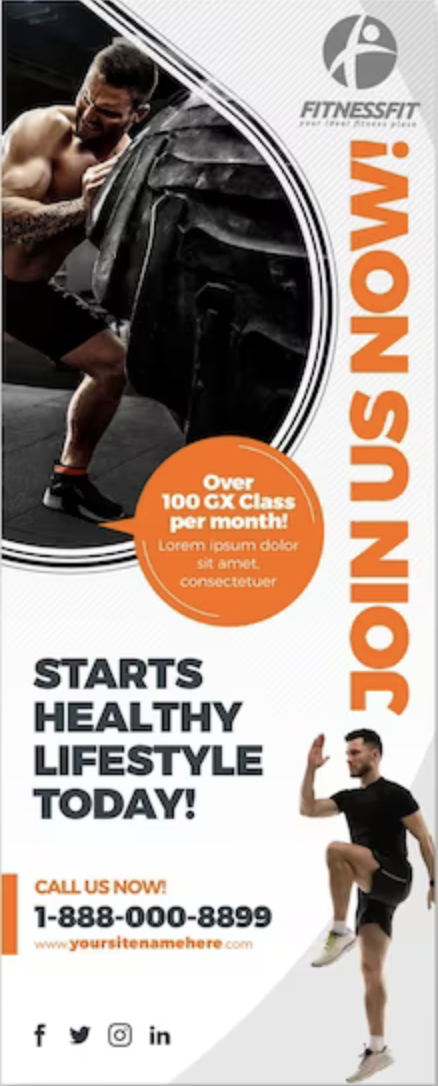 FITNESSFIT
your ideal fitness place
JOIN US NOW!
Over
100 GX Class
per month!
Lorem ipsum dolor
sit amet,
consectetuer
STARTS
HEALTHY
LIFESTYLE
TODAY!
CALL US NOW!
1-888-000-8899
www.yoursitenamehere.com
f
in